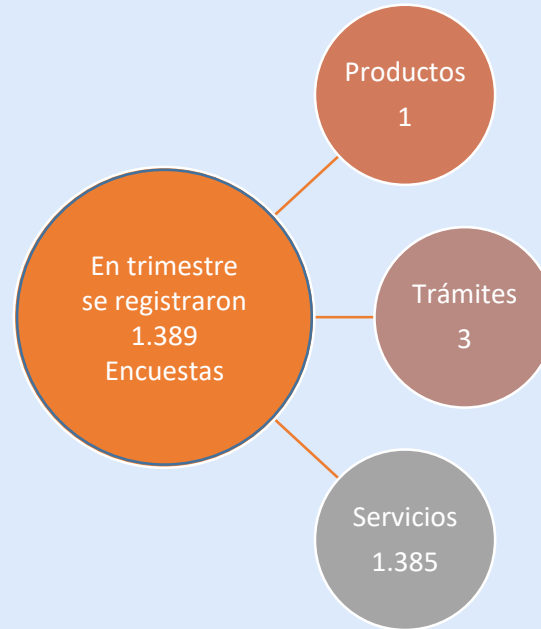 En trimestre
se registraron
1.389
Encuestas
Productos
1
Trámites
3
Servicios
1.385